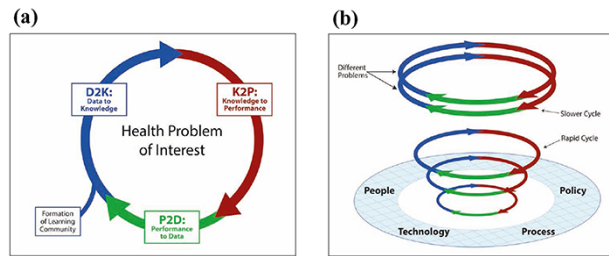 (a)
D2K:
Data to
Knowledge
K2P:
Knowledge to
Performance
Health Problem
of Interest
Formation
of Learning
Community
P2D:
Performance
to Data
(b)
Different
Problems
Slower Cycle
Rapid Cycle
People
Policy
Technology
Process